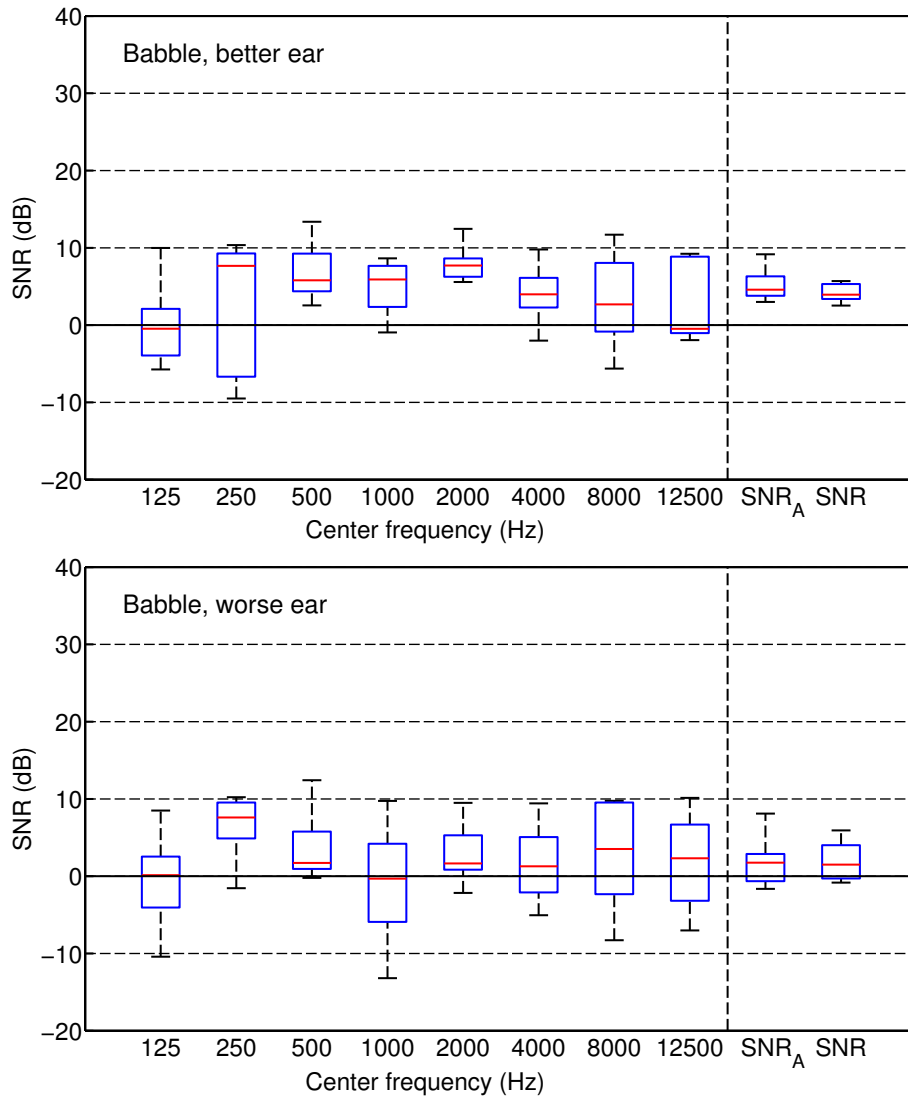 40
Babble, better ear
30
20
10
0
−10
−20
SNR (dB)
125 250 500 1000 2000 4000 8000 12500 SNR_A SNR
Center frequency (Hz)
40
Babble, worse ear
30
20
10
0
−10
−20
SNR (dB)
125 250 500 1000 2000 4000 8000 12500 SNR_A SNR
Center frequency (Hz)